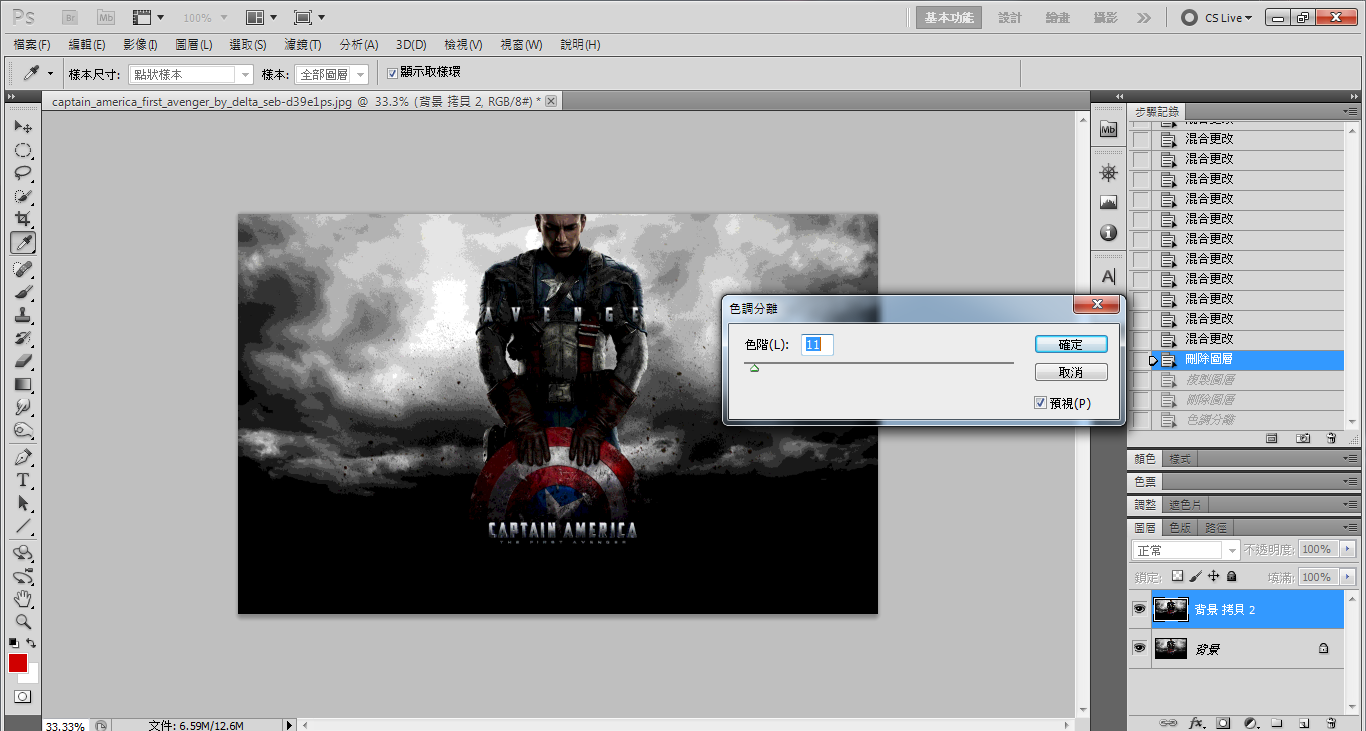 Ps Br Mb 100% 基本功能 設計 繪畫 攝影 CS Live
檔案(F) 編輯(E) 影像(I) 圖層(L) 選取(S) 濾鏡(T) 分析(A) 3D(D) 檢視(V) 視窗(W) 說明(H)
樣本尺寸: 點狀樣本 樣本: 全部圖層 顯示取樣環
captain_america_first_avenger_by_delta_seb-d39e1ps.jpg @ 33.3% (背景 拷貝 2, RGB/8#) *
AVENGE
CAPTAIN AMERICA
THE FIRST AVENGER
色調分離
色階(L): 11
確定
取消
預視(P)
Mb
A
步驟記錄
混合更改
混合更改
混合更改
混合更改
混合更改
混合更改
混合更改
混合更改
混合更改
混合更改
混合更改
刪除圖層
複製圖層
刪除圖層
色調分離
顏色 樣式
色票
調整 遮色片
圖層 色版 路徑
正常 不透明度: 100%
鎖定: 填滿: 100%
背景 拷貝 2
背景
fx
T
33.33% 文件: 6.59M/12.6M